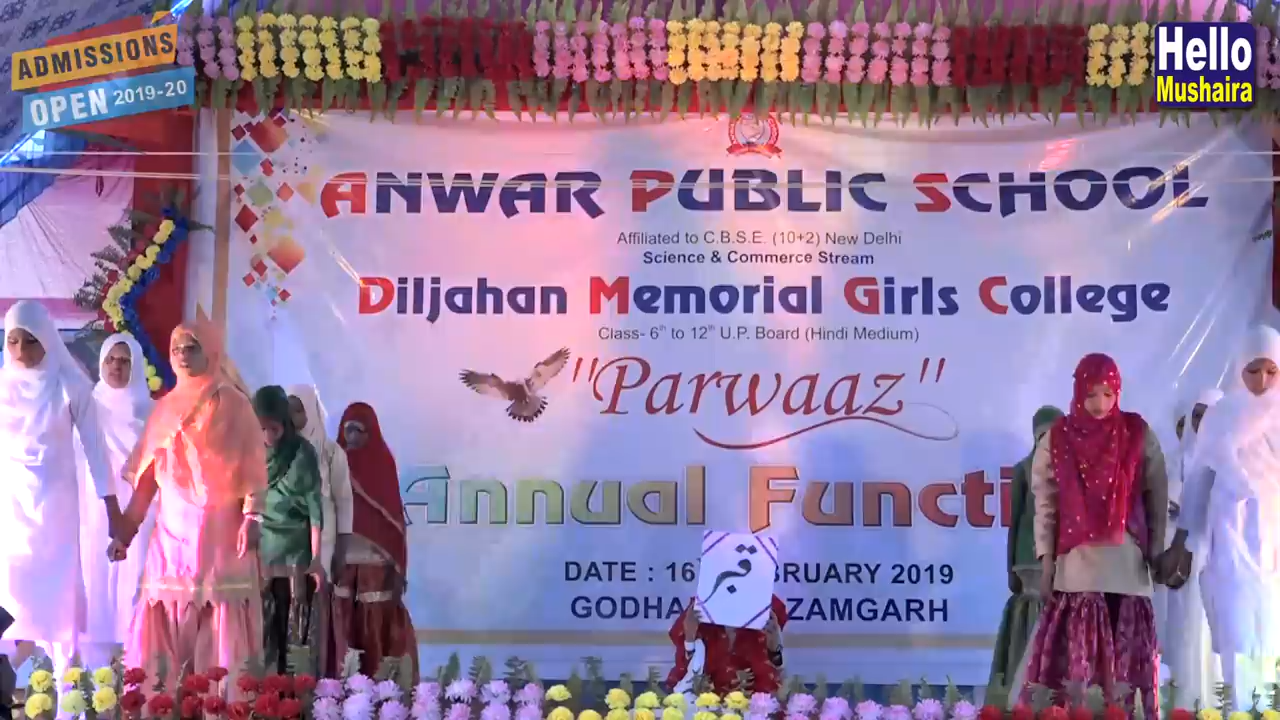 ADMISSIONS
OPEN 2019-20
Hello
Mushaira
ANWAR PUBLIC SCHOOL
Affiliated to C.B.S.E. (10+2) New Delhi
Science & Commerce Stream
Diljahan Memorial Girls College
Class- 6th to 12th U.P. Board (Hindi Medium)
"Parwaaz"
Annual Functi
DATE : 16 BRUARY 2019
GODHA ZAMGARH
قبر